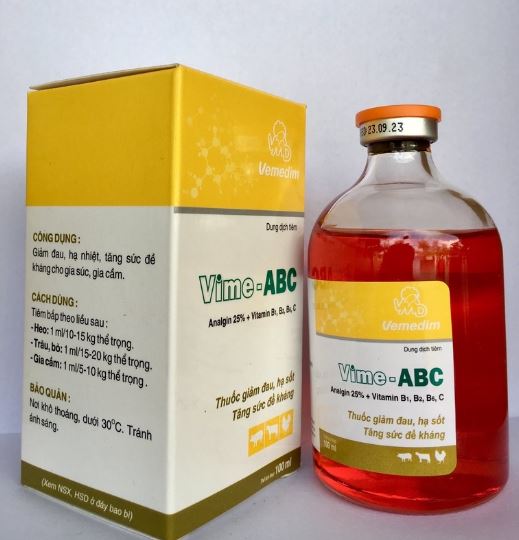 CÔNG DỤNG :
Giảm đau, hạ nhiệt, tăng sức đề
kháng cho gia súc, gia cầm.
CÁCH DÙNG :
Tiêm bắp theo liều sau :
- Heo: 1 ml/10-15 kg thể trọng.
- Trâu, bò: 1 ml/15-20 kg thể trọng.
- Gia cầm: 1 ml/5-10 kg thể trọng .
BẢO QUẢN :
Nơi khô thoáng, dưới 30°C. Tránh
ánh sáng.
(Xem NSX, HSD ở đáy bao bì)
Vemedim
Dung dịch tiêm
Vime-ABC
Analgin 25% + Vitamin B1, B2, B6, C
Thuốc giảm đau, hạ sốt
Tăng sức đề kháng
100 ml
23.09.23
Vemedim
Dung dịch tiêm
Vime-ABC
Analgin 25% + Vitamin B1, B2, B6, C
Thuốc giảm đau, hạ sốt
Tăng sức đề kháng
100 ml